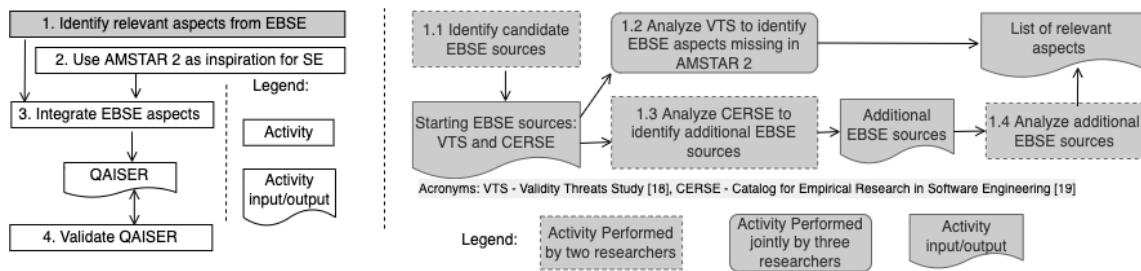 1. Identify relevant aspects from EBSE
2. Use AMSTAR 2 as inspiration for SE
3. Integrate EBSE aspects
QAISER
4. Validate QAISER
Legend:
Activity
Activity
input/output
1.1 Identify candidate
EBSE sources
1.2 Analyze VTS to identify
EBSE aspects missing in
AMSTAR 2
List of relevant
aspects
Starting EBSE sources:
VTS and CERSE
1.3 Analyze CERSE to
identify additional EBSE
sources
Additional
EBSE sources
1.4 Analyze additional
EBSE sources
Acronyms: VTS - Validity Threats Study [18], CERSE - Catalog for Empirical Research in Software Engineering [19]
Legend:
Activity Performed
by two researchers
Activity Performed
jointly by three
researchers
Activity
input/output